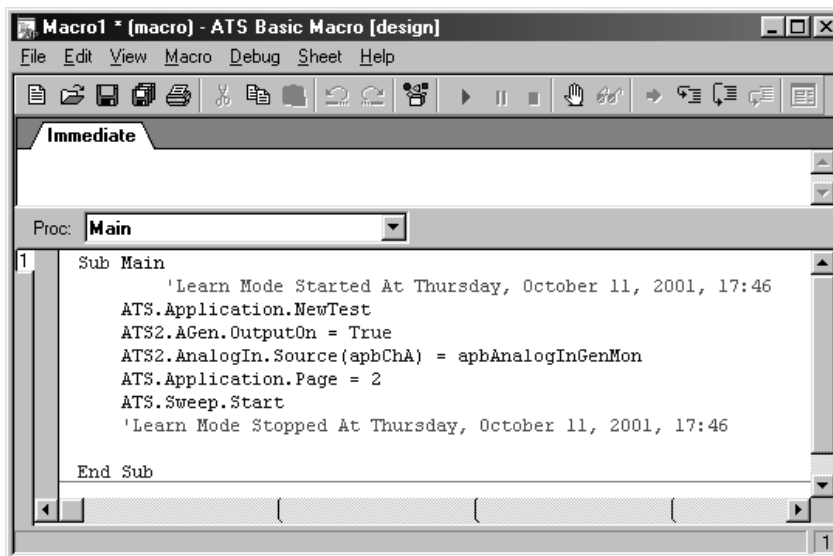 Macro1 * (macro) - ATS Basic Macro [design]
File Edit View Macro Debug Sheet Help
Immediate
Proc: Main
1
Sub Main
'Learn Mode Started At Thursday, October 11, 2001, 17:46
ATS.Application.NewTest
ATS2.AGen.OutputOn = True
ATS2.AnalogIn.Source(apbChA) = apbAnalogInGenMon
ATS.Application.Page = 2
ATS.Sweep.Start
'Learn Mode Stopped At Thursday, October 11, 2001, 17:46
End Sub
1